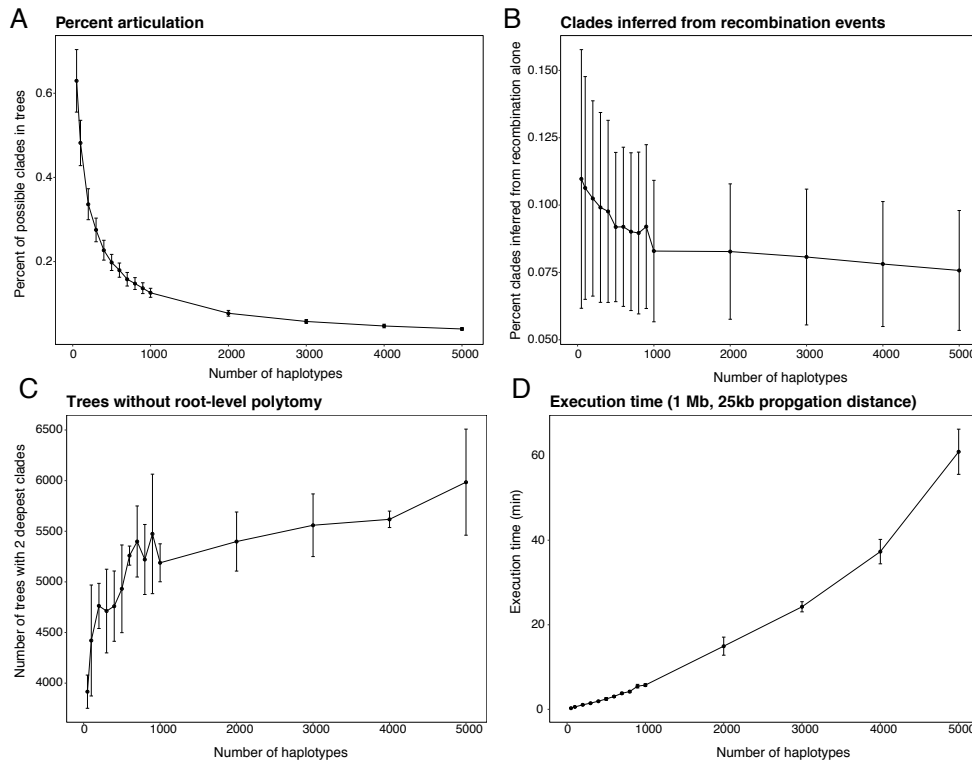 A
Percent articulation
Percent of possible clades in trees
0.6
0.4
0.2
0
1000
2000
3000
4000
5000
Number of haplotypes
B
Clades inferred from recombination events
Percent clades inferred from recombination alone
0.150
0.125
0.100
0.075
0.050
0
1000
2000
3000
4000
5000
Number of haplotypes
C
Trees without root-level polytomy
Number of trees with 2 deepest clades
6500
6000
5500
5000
4500
4000
0
1000
2000
3000
4000
5000
Number of haplotypes
D
Execution time (1 Mb, 25kb propgation distance)
Execution time (min)
60
40
20
0
0
1000
2000
3000
4000
5000
Number of haplotypes